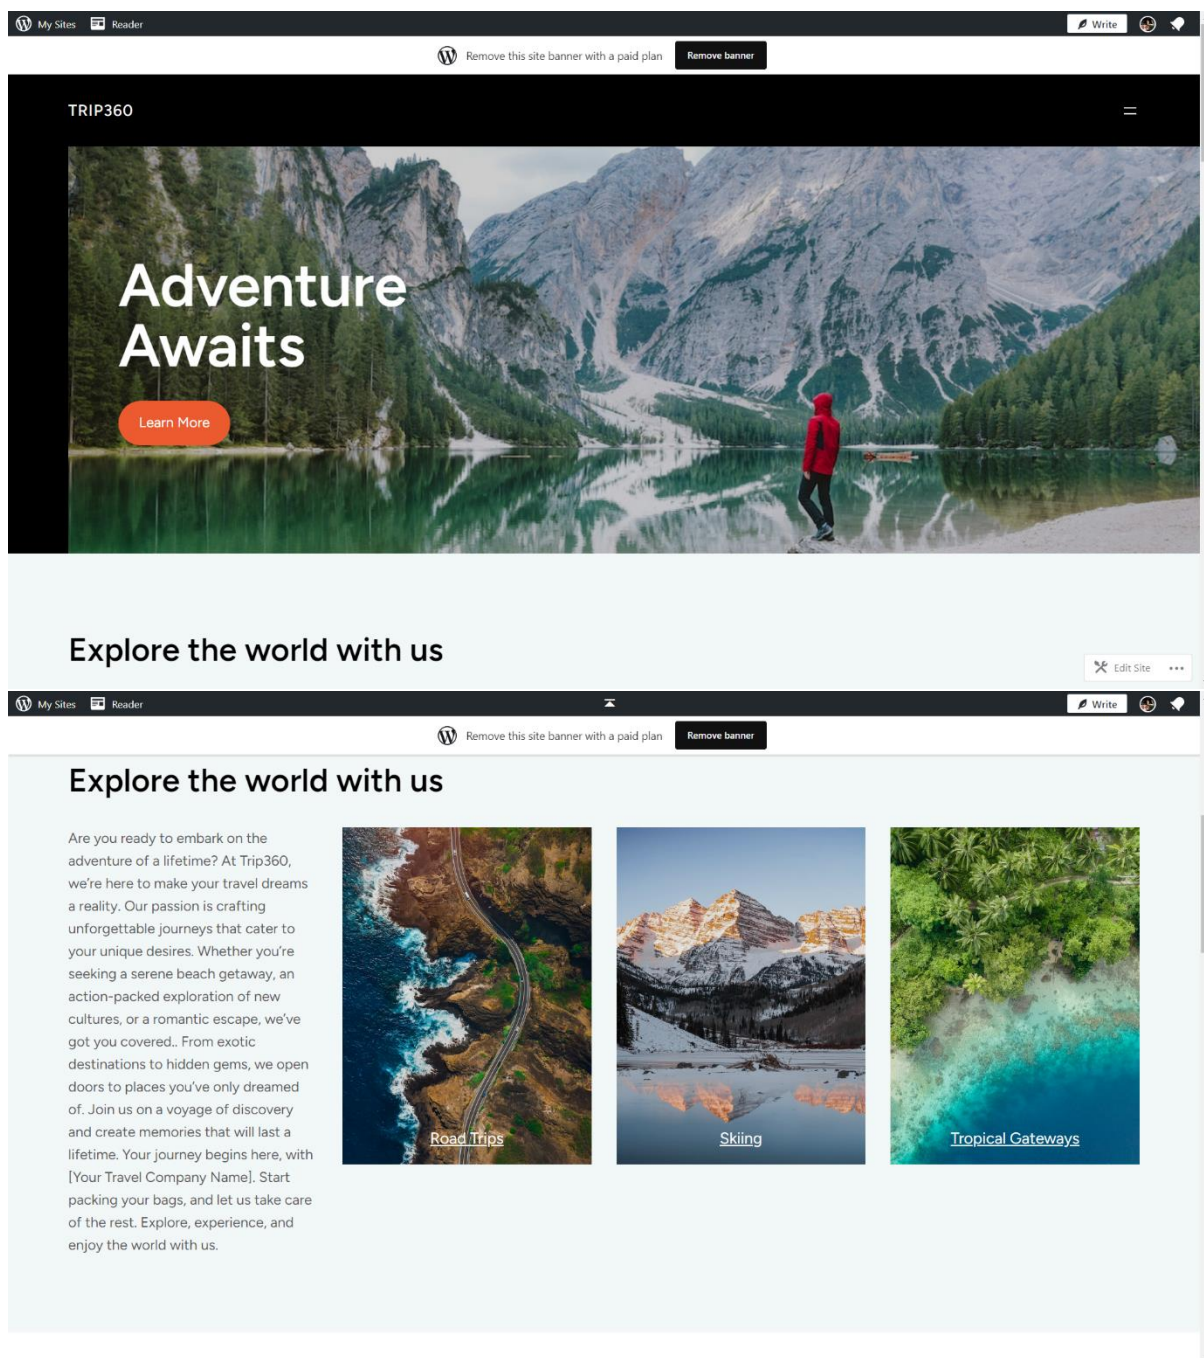 My Sites Reader Write
Remove this site banner with a paid plan Remove banner
TRIP360
Adventure
Awaits
Learn More
Explore the world with us
Edit Site
My Sites Reader Write
Remove this site banner with a paid plan Remove banner
Explore the world with us
Are you ready to embark on the
adventure of a lifetime? At Trip360,
we're here to make your travel dreams
a reality. Our passion is crafting
unforgettable journeys that cater to
your unique desires. Whether you're
seeking a serene beach getaway, an
action-packed exploration of new
cultures, or a romantic escape, we've
got you covered.. From exotic
destinations to hidden gems, we open
doors to places you've only dreamed
of. Join us on a voyage of discovery
and create memories that will last a
lifetime. Your journey begins here, with
[Your Travel Company Name]. Start
packing your bags, and let us take care
of the rest. Explore, experience, and
enjoy the world with us.
Road Trips
Skiing
Tropical Gateways